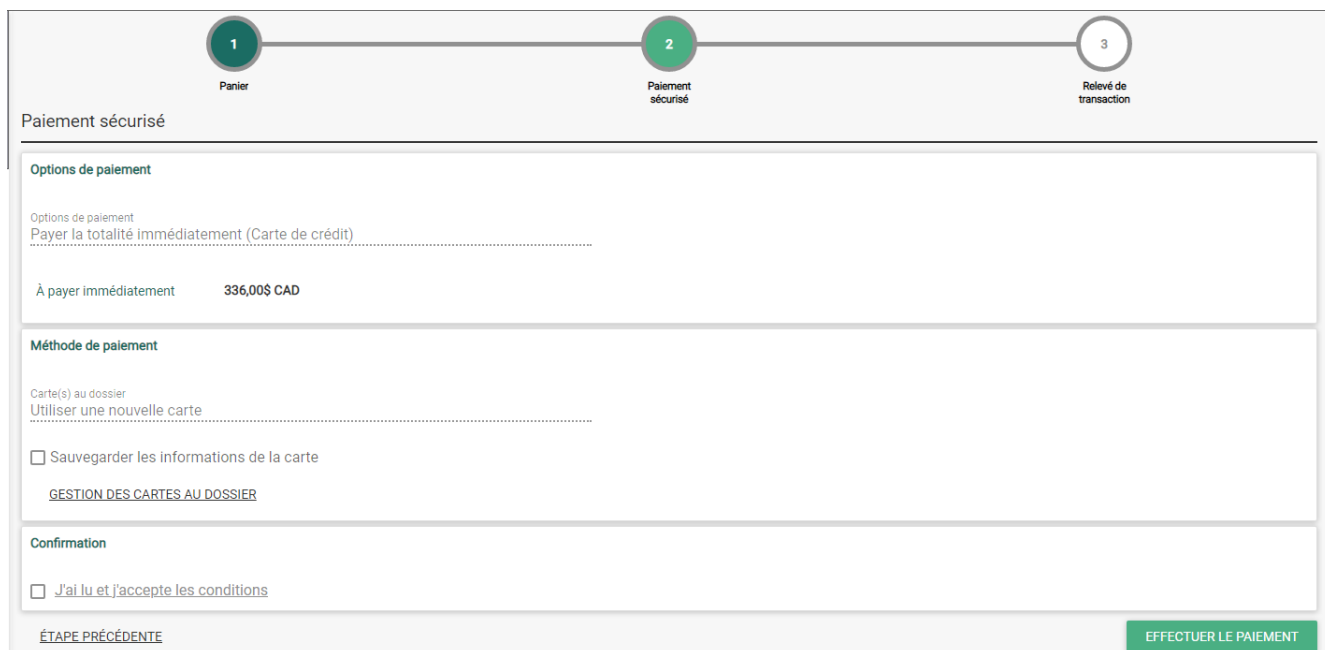 1
2
3
Panier
Paiement
sécurisé
Relevé de
transaction
Paiement sécurisé
Options de paiement
Options de paiement
Payer la totalité immédiatement (Carte de crédit)
À payer immédiatement 336,00$ CAD
Méthode de paiement
Carte(s) au dossier
Utiliser une nouvelle carte
Sauvegarder les informations de la carte
GESTION DES CARTES AU DOSSIER
Confirmation
J'ai lu et j'accepte les conditions
ÉTAPE PRÉCÉDENTE
EFFECTUER LE PAIEMENT